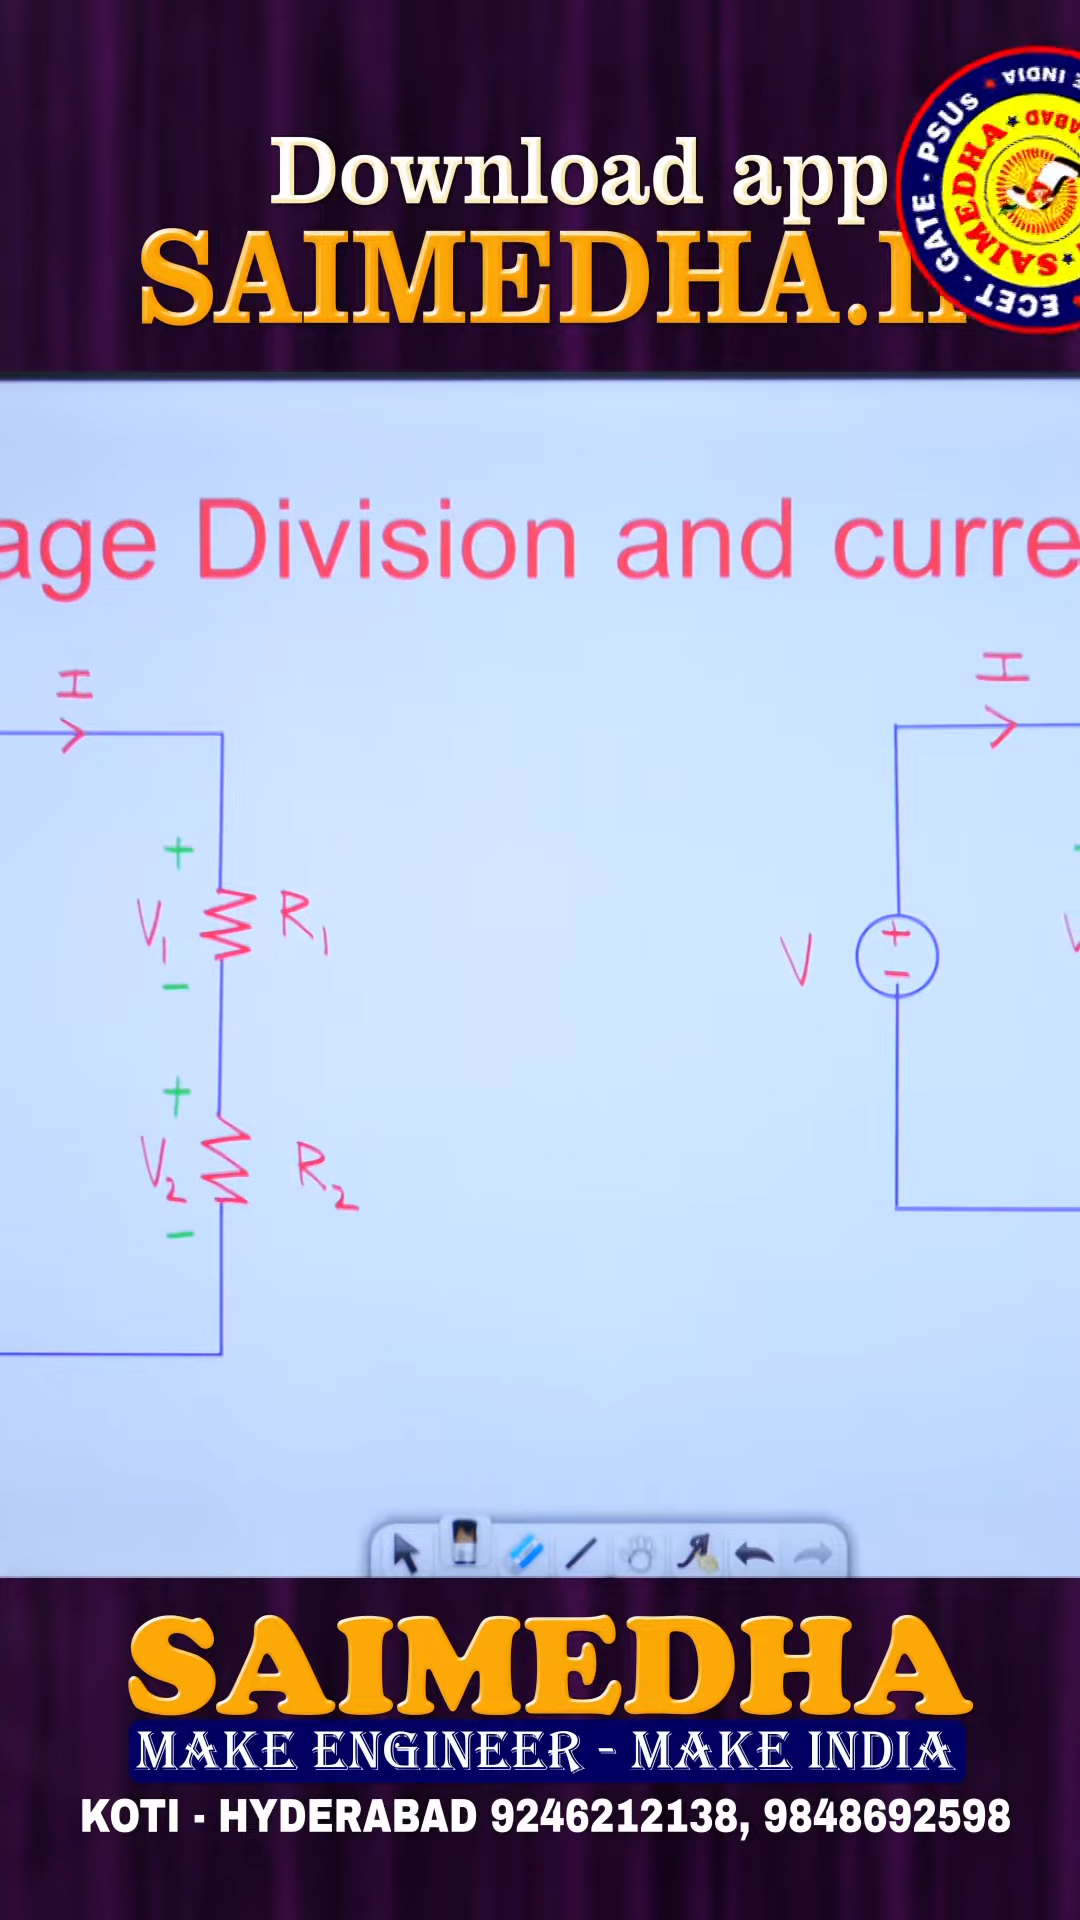 Download app
SAIMEDHA.I
GATE - PSUs
ECET -
SAIMEDHA
age Division and curre
I
I
+
V₁
R₁
-
V
+
-
+
V₂
R₂
-
SAIMEDHA
MAKE ENGINEER - MAKE INDIA
KOTI - HYDERABAD 9246212138, 9848692598